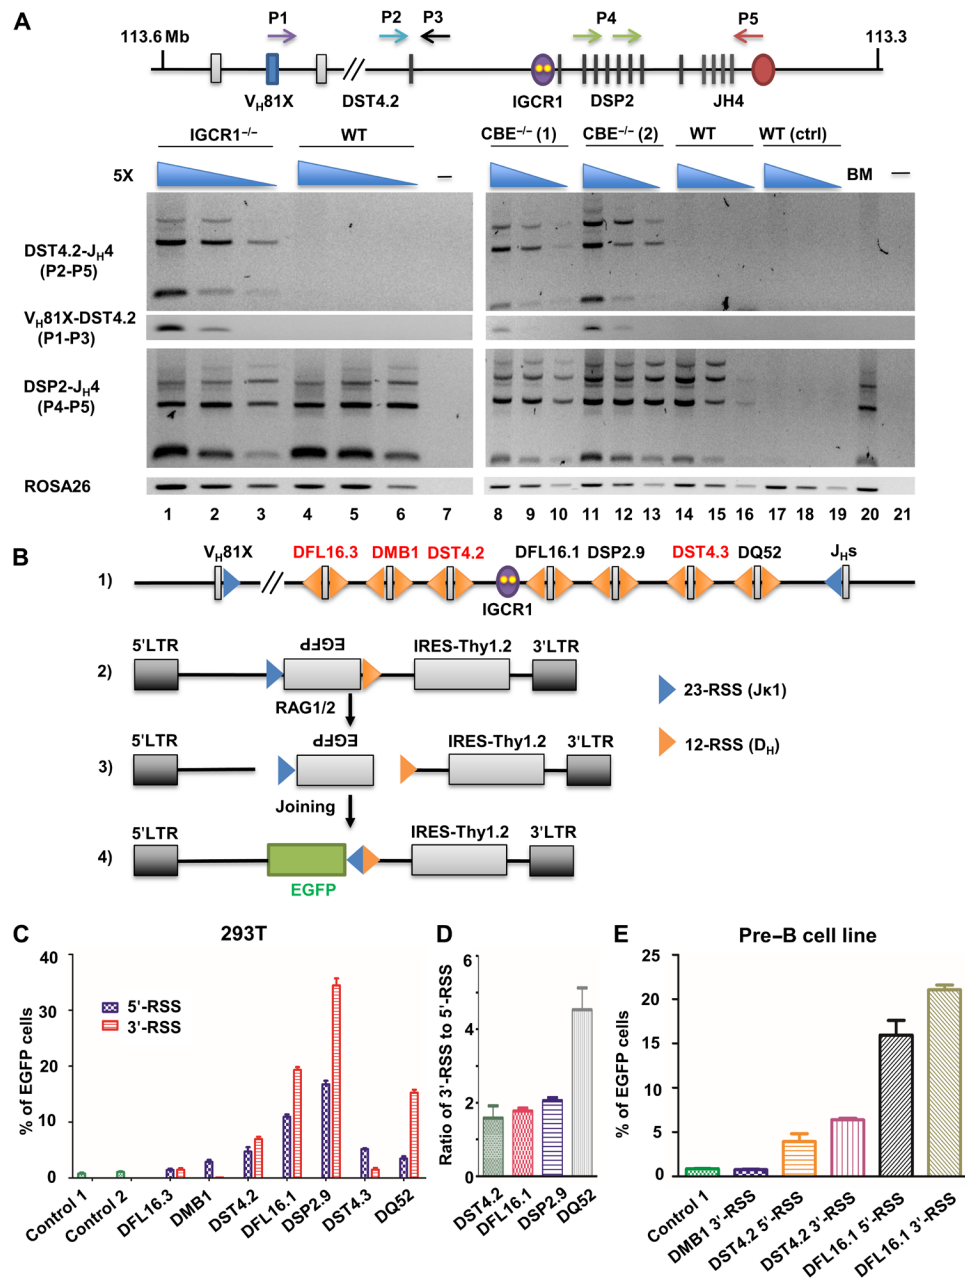 A
P1 P2 P3 P4 P5
113.6 Mb 113.3
VH81X DST4.2 IGCR1 DSP2 JH4
IGCR1−/− WT CBE−/− (1) CBE−/− (2) WT WT (ctrl)
5X – BM –
DST4.2-JH4
(P2-P5)
VH81X-DST4.2
(P1-P3)
DSP2-JH4
(P4-P5)
ROSA26
1 2 3 4 5 6 7 8 9 10 11 12 13 14 15 16 17 18 19 20 21
B
VH81X DFL16.3 DMB1 DST4.2 DFL16.1 DSP2.9 DST4.3 DQ52 JHs
1)
IGCR1
5'LTR EGFP IRES-Thy1.2 3'LTR
2)
RAG1/2
23-RSS (Jκ1)
12-RSS (DH)
5'LTR EGFP IRES-Thy1.2 3'LTR
3)
Joining
5'LTR IRES-Thy1.2 3'LTR
4)
EGFP
C 293T
% of EGFP cells
40
30
20
10
0
5'-RSS
3'-RSS
Control 1 Control 2 DFL16.3 DMB1 DST4.2 DFL16.1 DSP2.9 DST4.3 DQ52
D
Ratio of 3'-RSS to 5'-RSS
6
4
2
0
DST4.2 DFL16.1 DSP2.9 DQ52
E Pre–B cell line
% of EGFP cells
25
20
15
10
5
0
Control 1 DMB1 3'-RSS DST4.2 5'-RSS DST4.2 3'-RSS DFL16.1 5'-RSS DFL16.1 3'-RSS